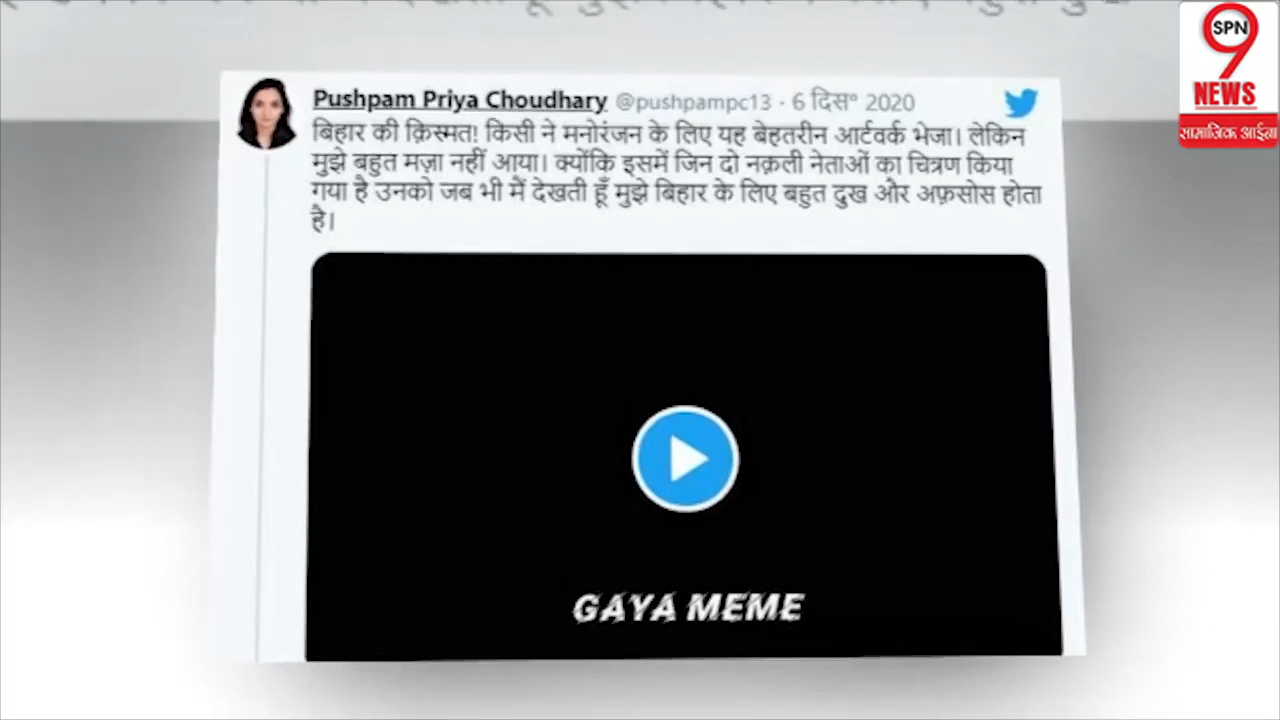 SPN
9
NEWS
सामाजिक आईना
Pushpam Priya Choudhary @pushpampc13 · 6 दिस॰ 2020
बिहार की क़िस्मत! किसी ने मनोरंजन के लिए यह बेहतरीन आर्टवर्क भेजा। लेकिन
मुझे बहुत मज़ा नहीं आया। क्योंकि इसमें जिन दो नक़ली नेताओं का चित्रण किया
गया है उनको जब भी मैं देखती हूँ मुझे बिहार के लिए बहुत दुख और अफ़सोस होता
है।
GAYA MEME